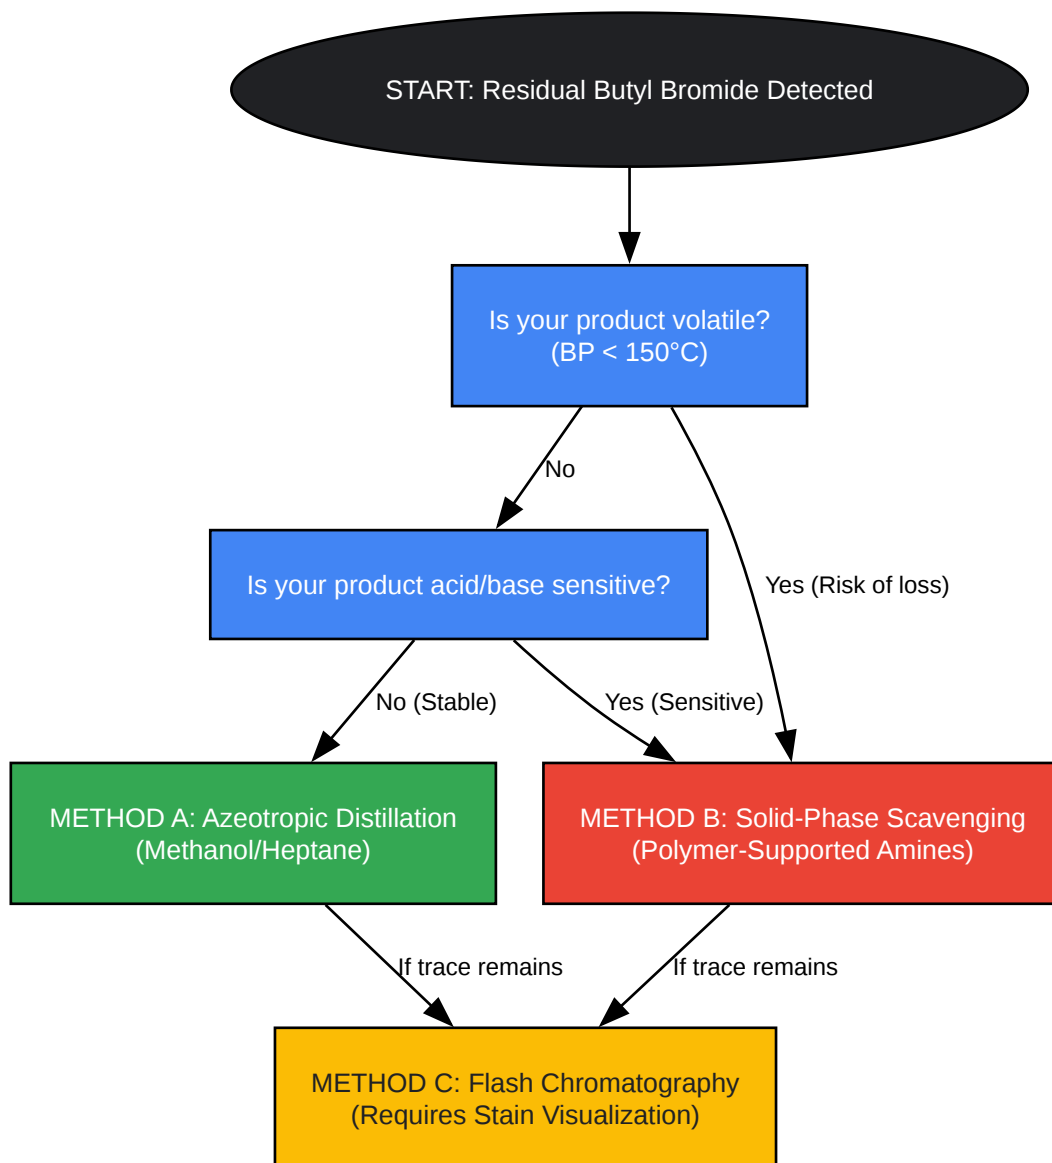 START: Residual Butyl Bromide Detected
Is your product volatile?
(BP < 150°C)
No
Is your product acid/base sensitive?
Yes (Risk of loss)
No (Stable)
Yes (Sensitive)
METHOD A: Azeotropic Distillation
(Methanol/Heptane)
METHOD B: Solid-Phase Scavenging
(Polymer-Supported Amines)
If trace remains
If trace remains
METHOD C: Flash Chromatography
(Requires Stain Visualization)